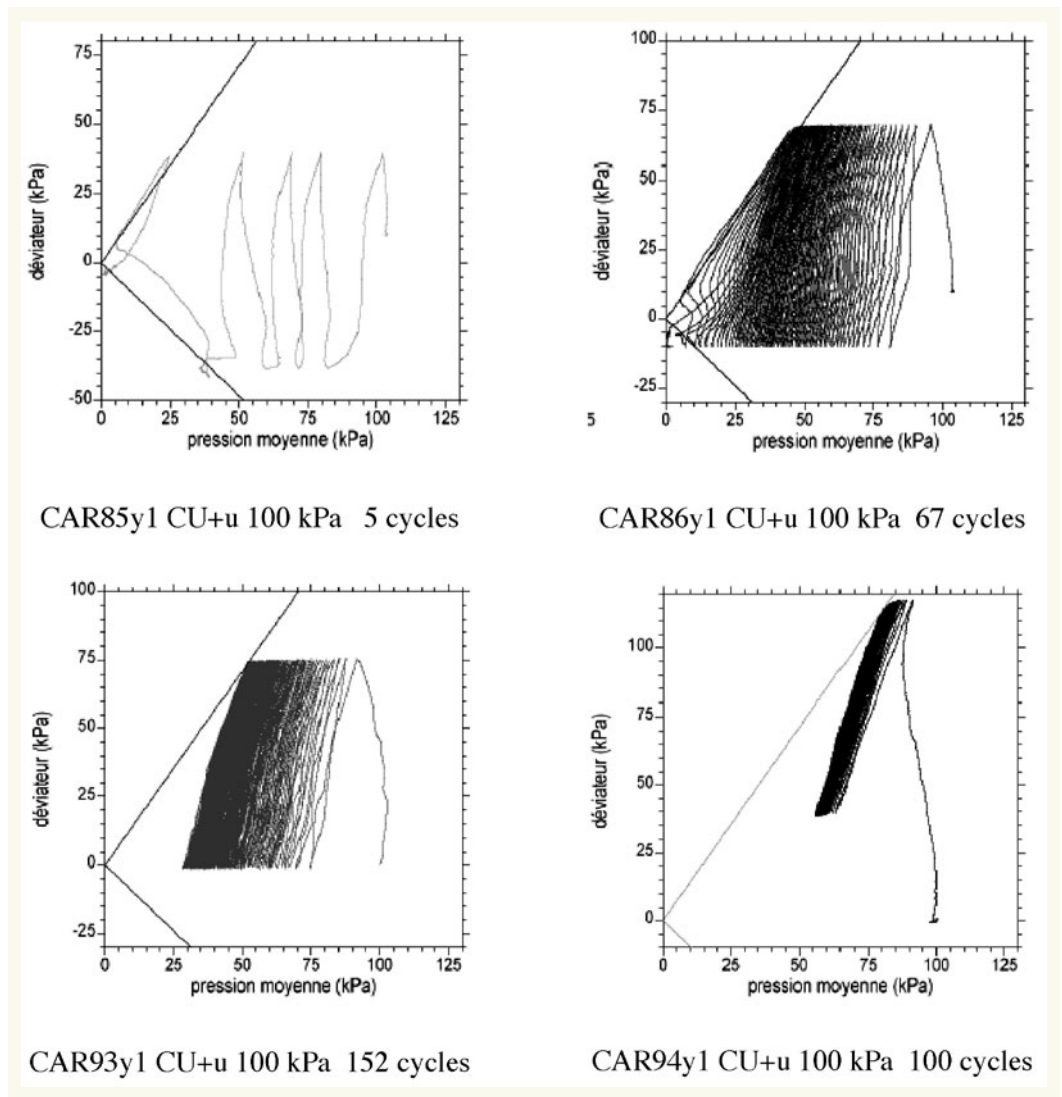 75
50
25
0
-25
-50
0 25 50 75 100 125
déviateur (kPa)
pression moyenne (kPa)
CAR85y1 CU+u 100 kPa 5 cycles
100
75
50
25
0
-25
0 25 50 75 100 125
déviateur (kPa)
pression moyenne (kPa)
5
CAR86y1 CU+u 100 kPa 67 cycles
100
75
50
25
0
-25
0 25 50 75 100 125
déviateur (kPa)
pression moyenne (kPa)
CAR93y1 CU+u 100 kPa 152 cycles
100
75
50
25
0
0 25 50 75 100 125
déviateur (kPa)
pression moyenne (kPa)
CAR94y1 CU+u 100 kPa 100 cycles